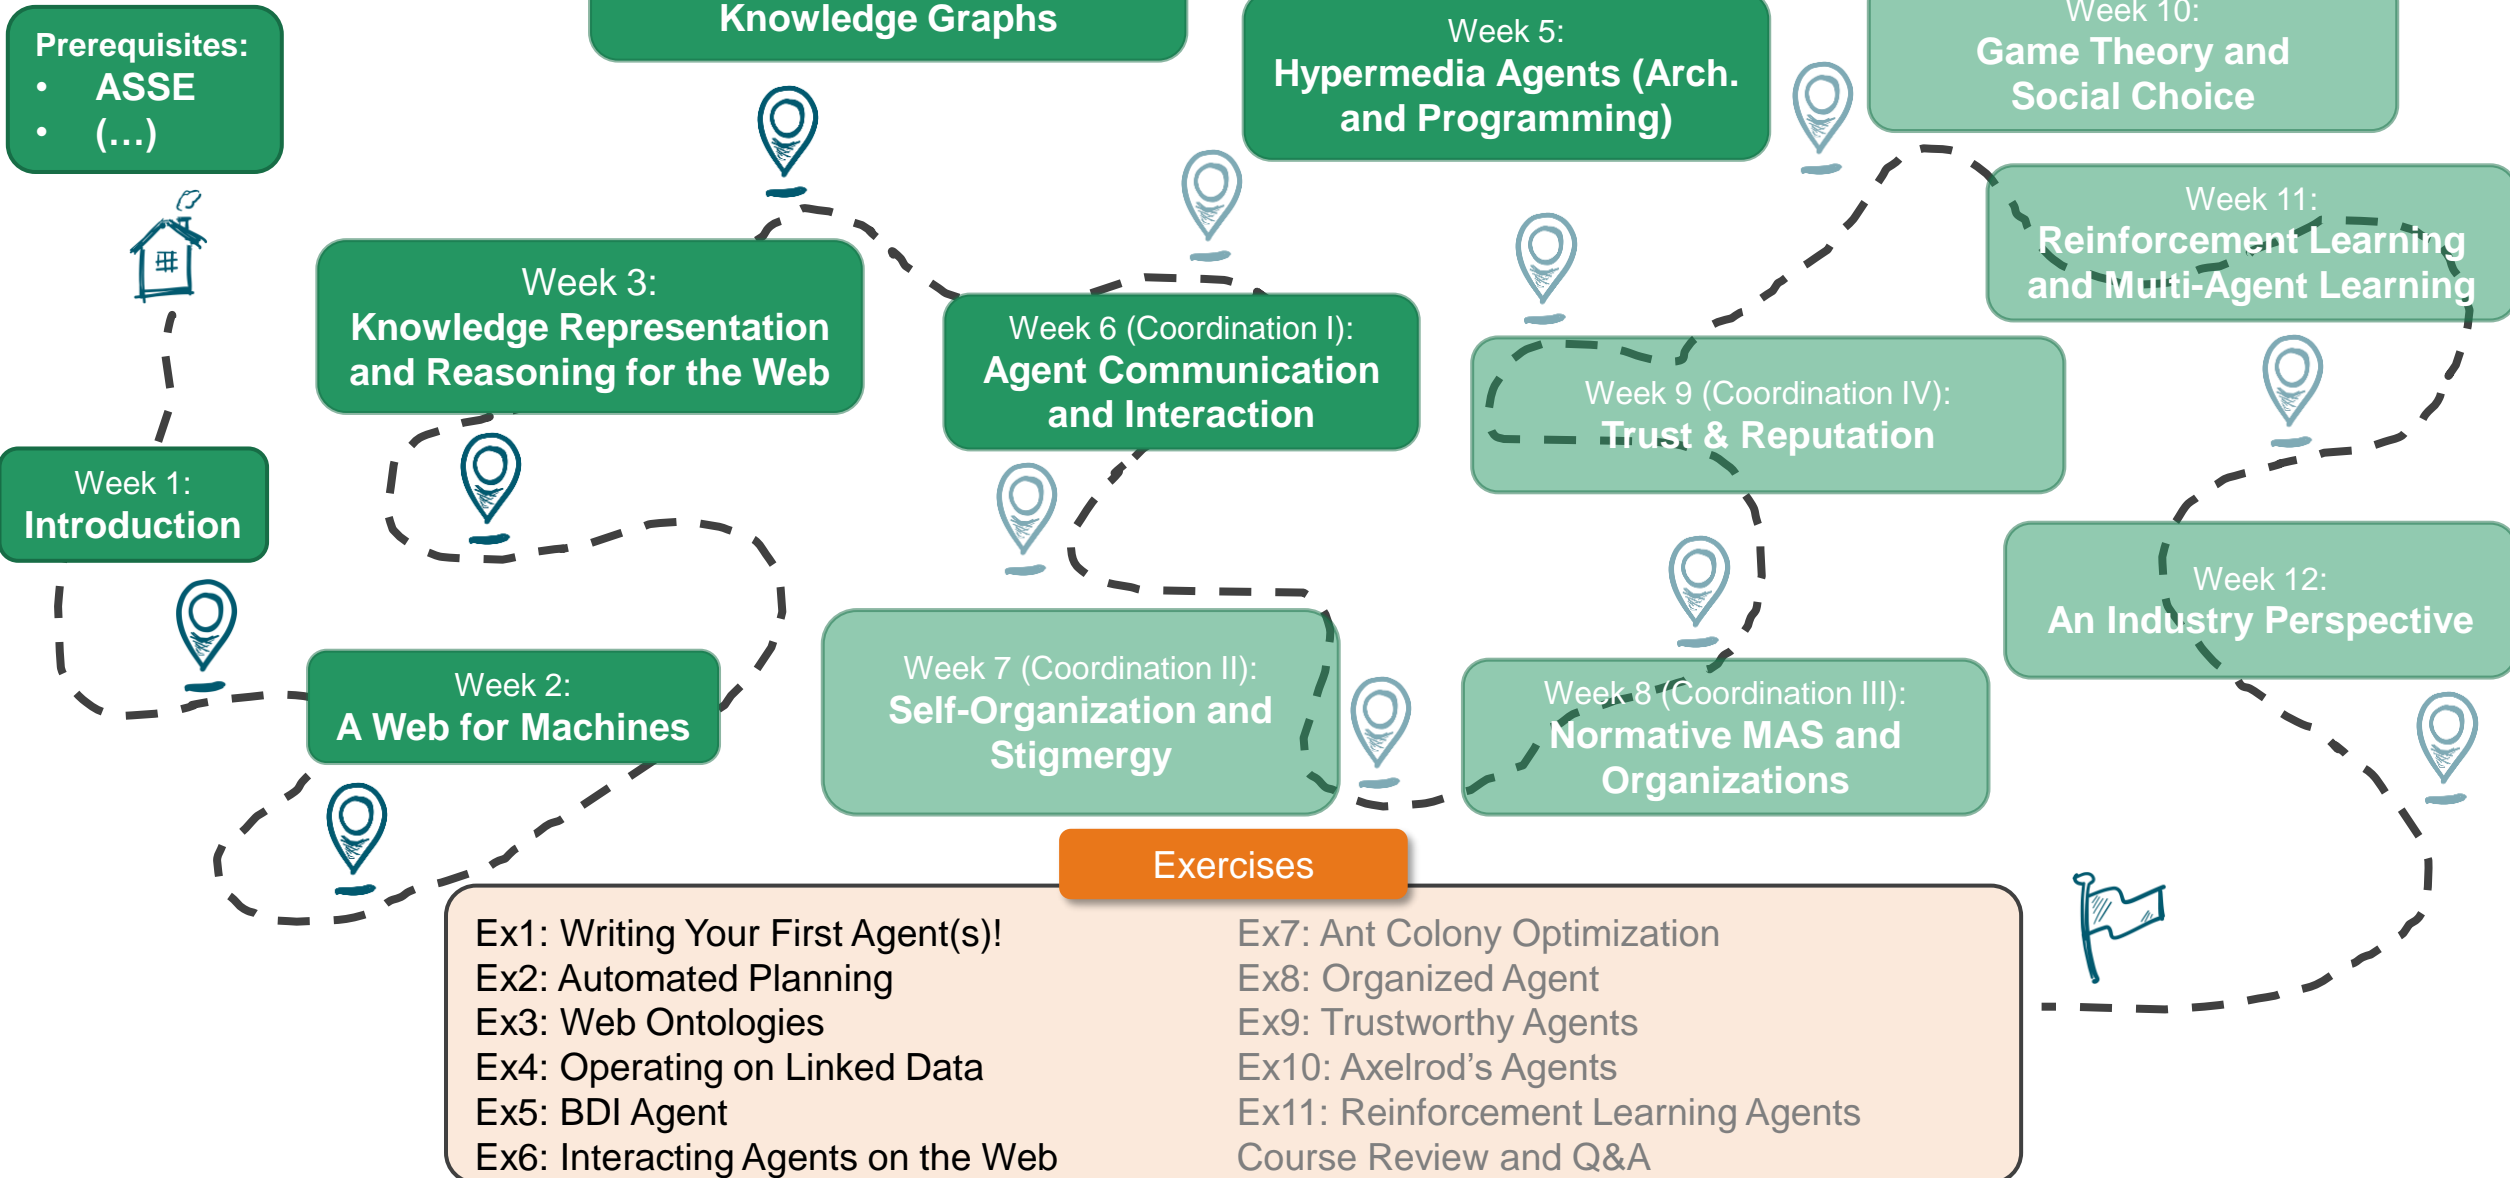 Prerequisites:
• ASSE
• (…)
Week 1:
Introduction
Week 2:
A Web for Machines
Week 3:
Knowledge Representation
and Reasoning for the Web
Knowledge Graphs
Week 5:
Hypermedia Agents (Arch.
and Programming)
Week 6 (Coordination I):
Agent Communication
and Interaction
Week 7 (Coordination II):
Self-Organization and
Stigmergy
Week 8 (Coordination III):
Normative MAS and
Organizations
Week 9 (Coordination IV):
Trust & Reputation
Week 10:
Game Theory and
Social Choice
Week 11:
Reinforcement Learning
and Multi-Agent Learning
Week 12:
An Industry Perspective
Exercises
Ex1: Writing Your First Agent(s)!
Ex2: Automated Planning
Ex3: Web Ontologies
Ex4: Operating on Linked Data
Ex5: BDI Agent
Ex6: Interacting Agents on the Web
Ex7: Ant Colony Optimization
Ex8: Organized Agent
Ex9: Trustworthy Agents
Ex10: Axelrod’s Agents
Ex11: Reinforcement Learning Agents
Course Review and Q&A